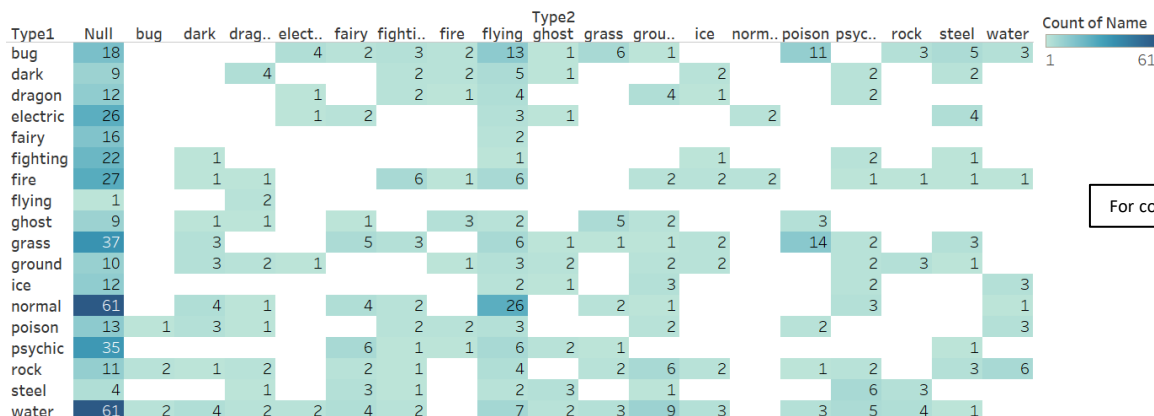 Type2
Type1 Null bug dark drag.. elect.. fairy fighti.. fire flying ghost grass grou.. ice norm.. poison psyc.. rock steel water
bug 18 4 2 3 2 13 1 6 1 11 3 5 3
dark 9 4 2 2 5 1 2 2 2
dragon 12 1 2 1 4 4 1 2
electric 26 1 2 3 1 2 4
fairy 16 2
fighting 22 1 1 1 2 1
fire 27 1 1 6 1 6 2 2 2 1 1 1 1
flying 1 2
ghost 9 1 1 1 3 2 5 2 3
grass 37 3 5 3 6 1 1 1 2 14 2 3
ground 10 3 2 1 1 3 2 2 2 2 3 1
ice 12 2 1 3 2 3
normal 61 4 1 4 2 26 2 1 3 1
poison 13 1 3 1 2 2 3 2 2 3
psychic 35 6 1 1 6 2 1 1
rock 11 2 1 2 2 1 4 2 6 2 1 2 3 6
steel 4 1 3 1 2 3 1 6 3
water 61 2 4 2 2 4 2 7 2 3 9 3 3 5 4 1
Count of Name
1 61
For co